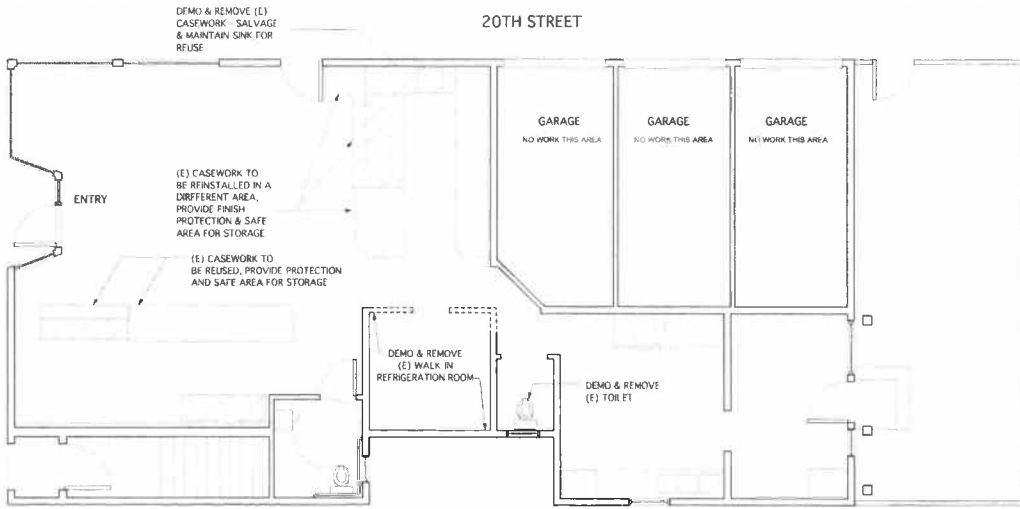 DEMO & REMOVE (E)
CASEWORK - SALVAGE
& MAINTAIN SINK FOR
REUSE
20TH STREET
GARAGE
NO WORK THIS AREA
GARAGE
NO WORK THIS AREA
GARAGE
NO WORK THIS AREA
(E) CASEWORK TO
BE REINSTALLED IN A
DIRFFERENT AREA,
PROVIDE FINISH
PROTECTION & SAFE
AREA FOR STORAGE
ENTRY
(E) CASEWORK TO
BE REUSED, PROVIDE PROTECTION
AND SAFE AREA FOR STORAGE
DEMO & REMOVE
(E) WALK IN
REFRIGERATION ROOM
DEMO & REMOVE
(E) TOILET